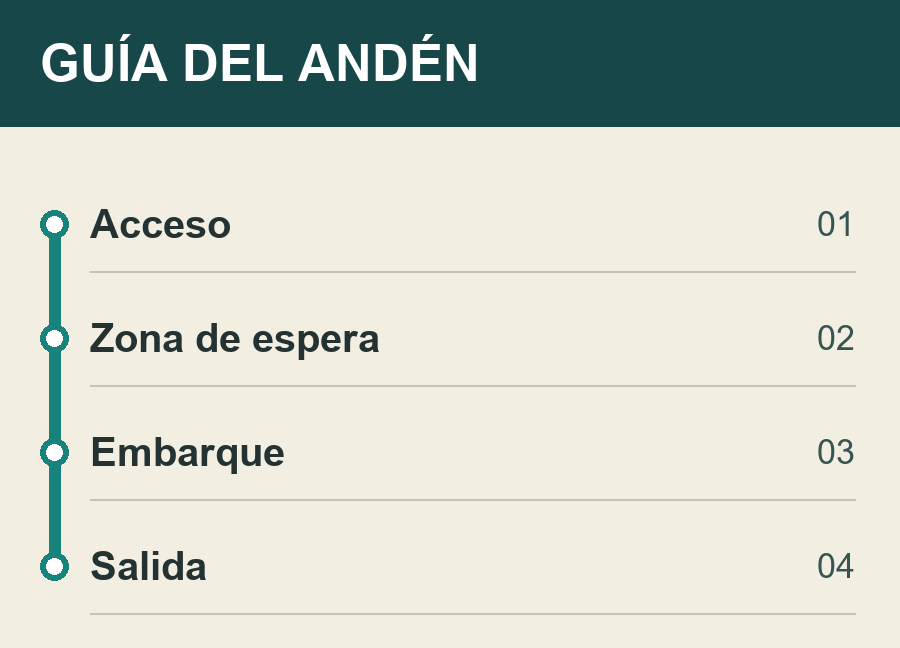 GUÍA DEL ANDÉN
Acceso 01
Zona de espera 02
Embarque 03
Salida 04